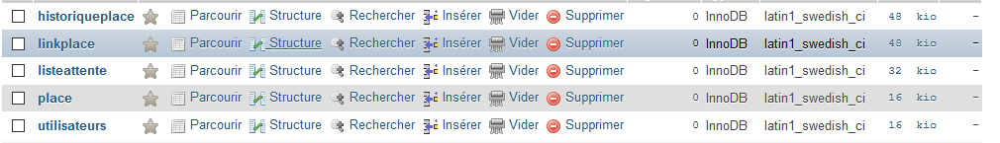 historiqueplace Parcourir Structure Rechercher Insérer Vider Supprimer 0 InnoDB latin1_swedish_ci 48 kio -
linkplace Parcourir Structure Rechercher Insérer Vider Supprimer 0 InnoDB latin1_swedish_ci 48 kio -
listeattente Parcourir Structure Rechercher Insérer Vider Supprimer 0 InnoDB latin1_swedish_ci 32 kio -
place Parcourir Structure Rechercher Insérer Vider Supprimer 0 InnoDB latin1_swedish_ci 16 kio -
utilisateurs Parcourir Structure Rechercher Insérer Vider Supprimer 0 InnoDB latin1_swedish_ci 16 kio -